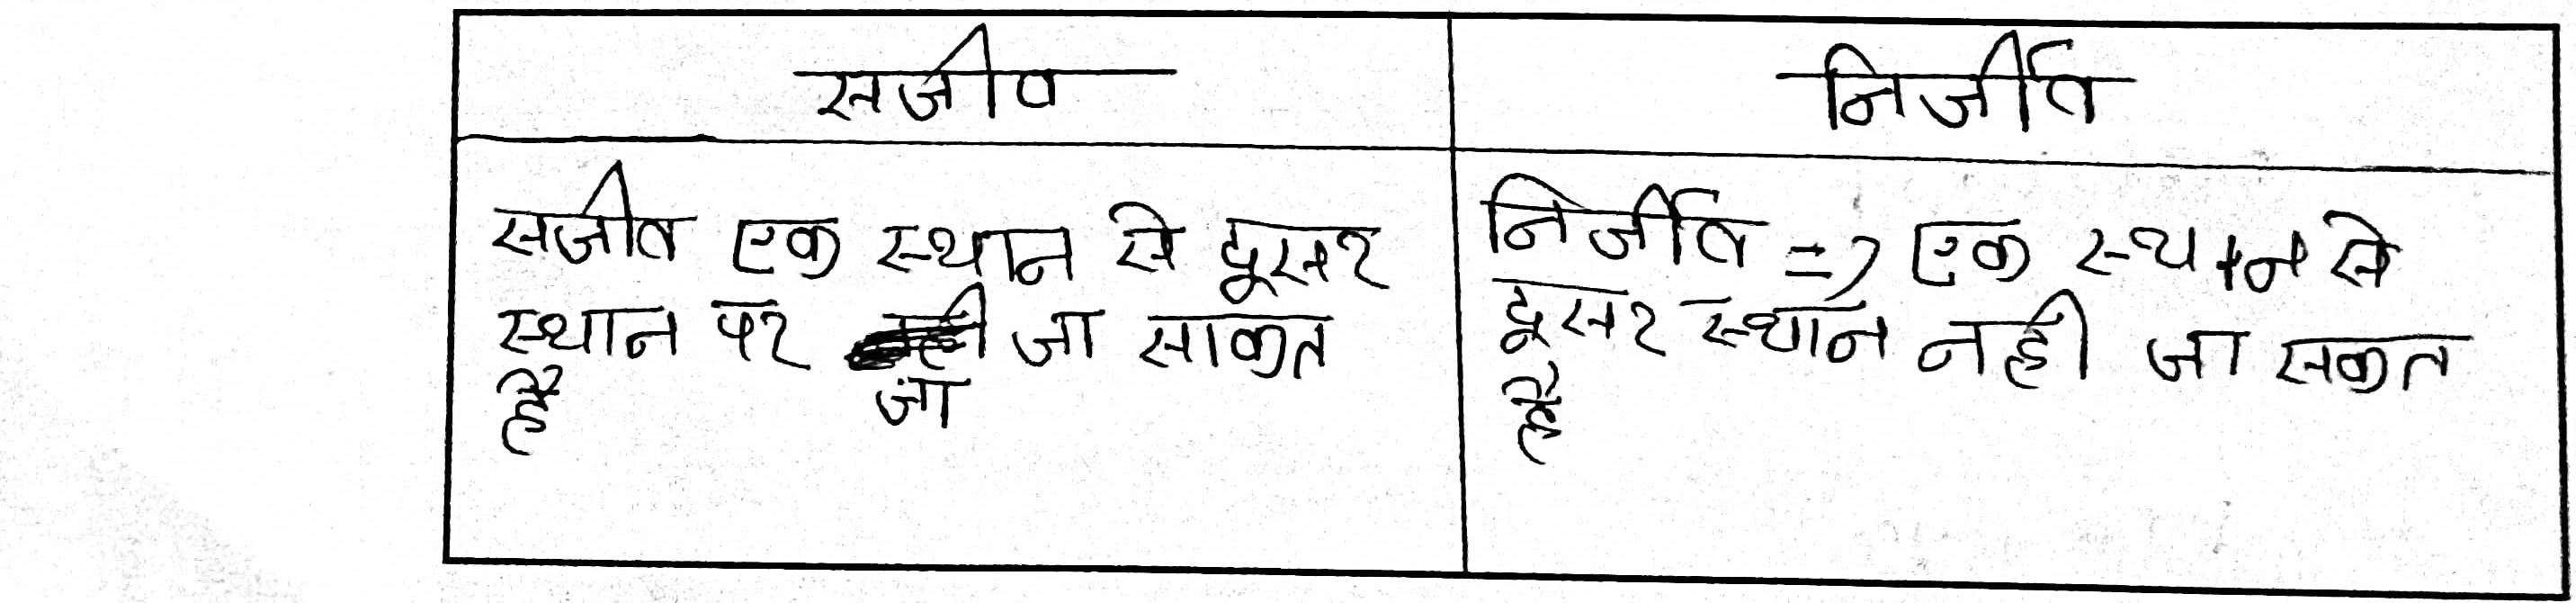 सजीव
निर्जीव
सजीव एक स्थान से दूसर
स्थान पर जा साकत
है जा
निर्जीव => एक स्थान से
दूसर स्थान नही जा सकत
है